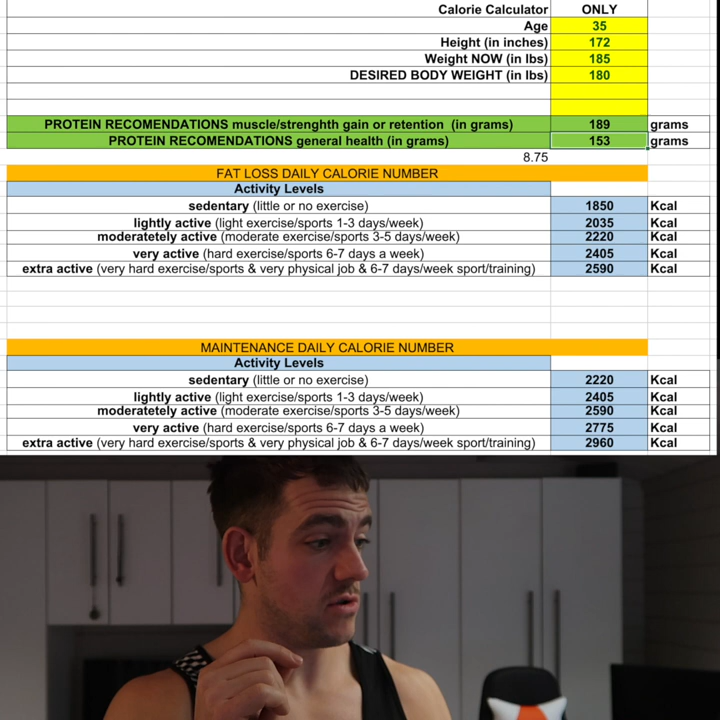 Calorie Calculator ONLY
Age 35
Height (in inches) 172
Weight NOW (in lbs) 185
DESIRED BODY WEIGHT (in lbs) 180
PROTEIN RECOMENDATIONS muscle/strenghth gain or retention (in grams) 189 grams
PROTEIN RECOMENDATIONS general health (in grams) 153 grams
8.75
FAT LOSS DAILY CALORIE NUMBER
Activity Levels
sedentary (little or no exercise) 1850 Kcal
lightly active (light exercise/sports 1-3 days/week) 2035 Kcal
moderatetely active (moderate exercise/sports 3-5 days/week) 2220 Kcal
very active (hard exercise/sports 6-7 days a week) 2405 Kcal
extra active (very hard exercise/sports & very physical job & 6-7 days/week sport/training) 2590 Kcal
MAINTENANCE DAILY CALORIE NUMBER
Activity Levels
sedentary (little or no exercise) 2220 Kcal
lightly active (light exercise/sports 1-3 days/week) 2405 Kcal
moderatetely active (moderate exercise/sports 3-5 days/week) 2590 Kcal
very active (hard exercise/sports 6-7 days a week) 2775 Kcal
extra active (very hard exercise/sports & very physical job & 6-7 days/week sport/training) 2960 Kcal